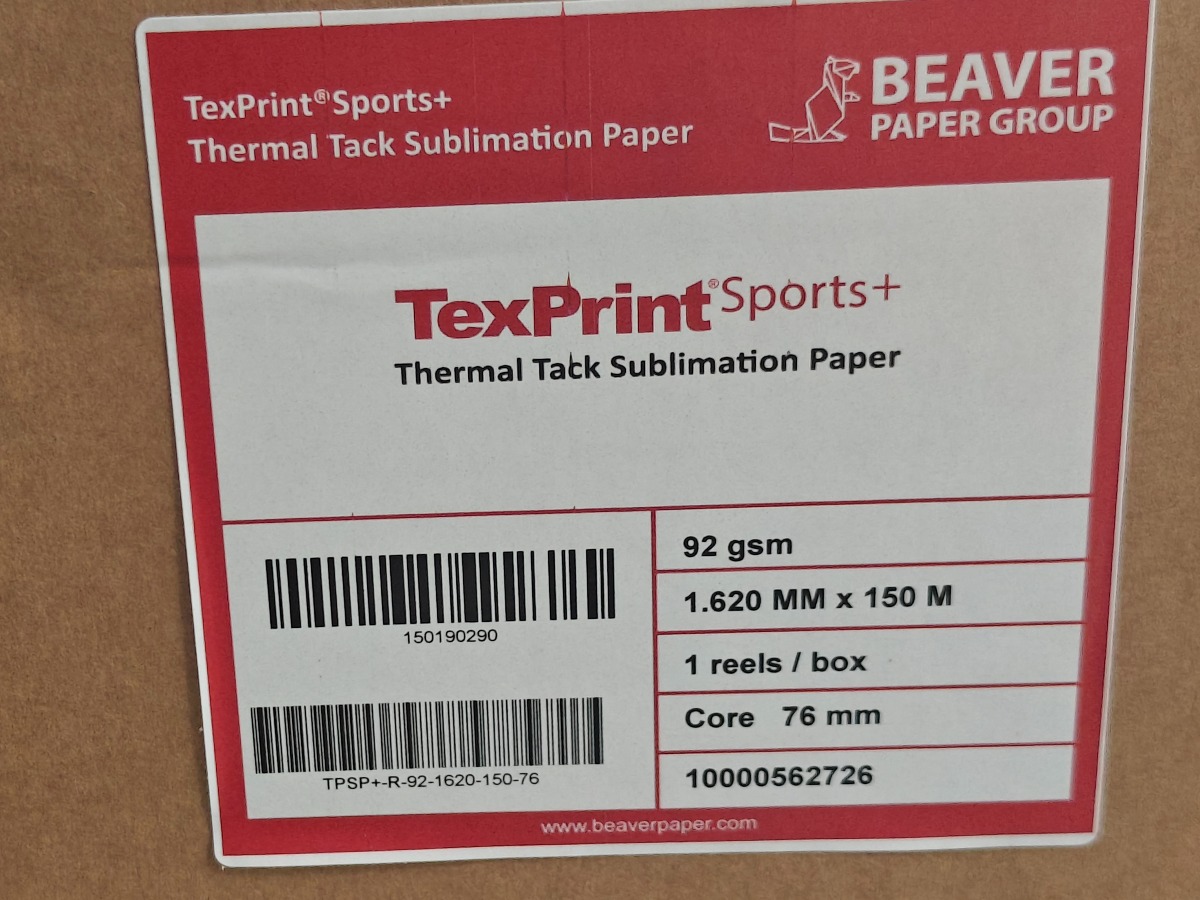 TexPrint®Sports+
Thermal Tack Sublimation Paper
BEAVER
PAPER GROUP
TexPrint®Sports+
Thermal Tack Sublimation Paper
150190290
TPSP+-R-92-1620-150-76
92 gsm
1.620 MM x 150 M
1 reels / box
Core 76 mm
10000562726
www.beaverpaper.com